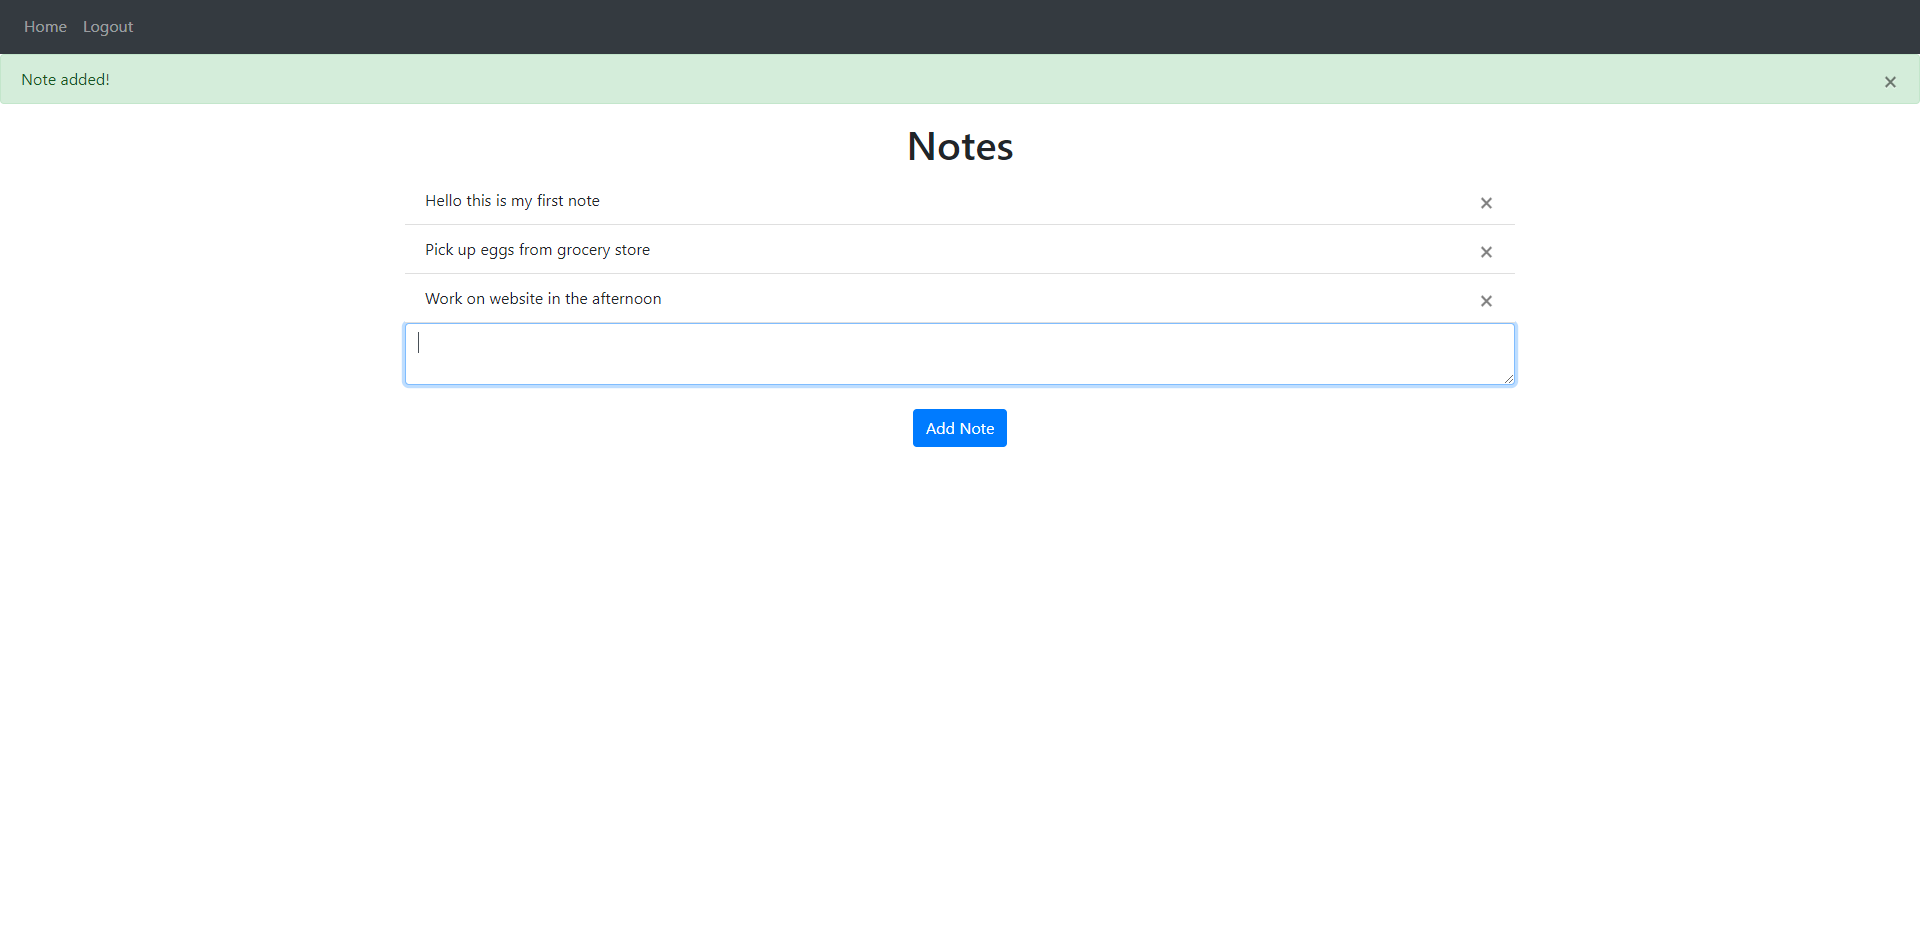 Home Logout
Note added!
Notes
Hello this is my first note
Pick up eggs from grocery store
Work on website in the afternoon
Add Note